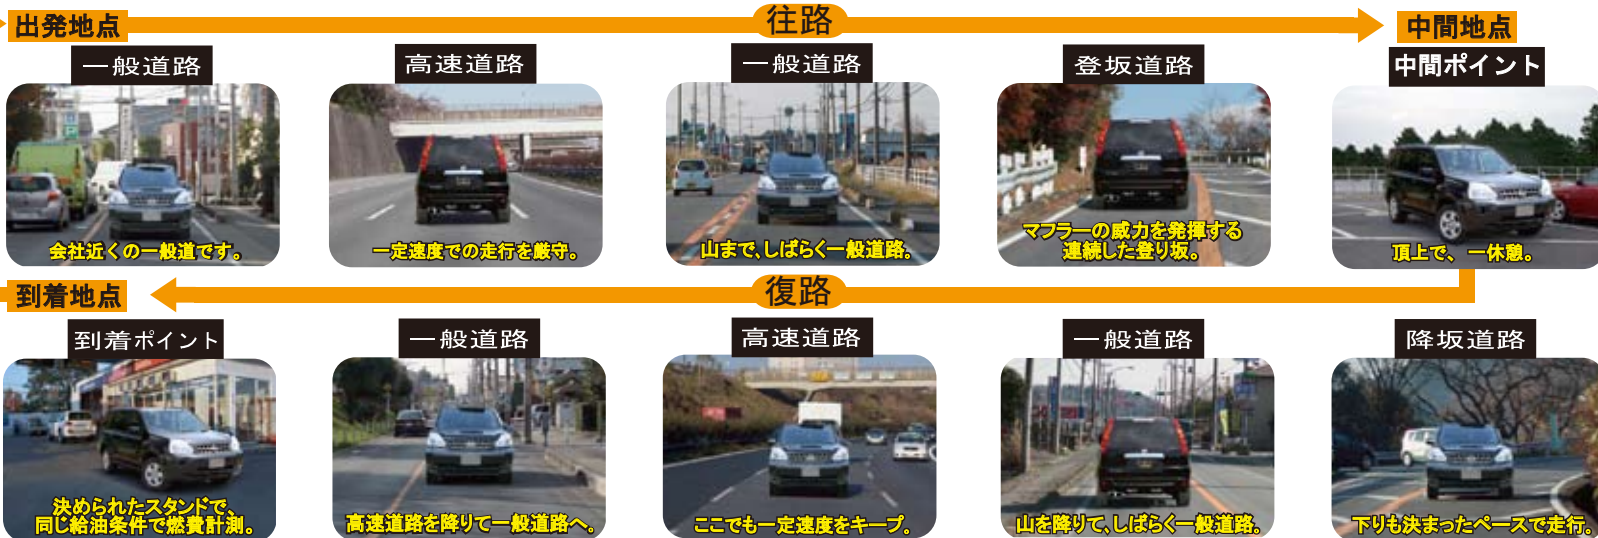 出発地点
往路
中間地点
一般道路
高速道路
一般道路
登坂道路
中間ポイント
会社近くの一般道です。
一定速度での走行を厳守。
山まで、しばらく一般道路。
マフラーの威力を発揮する
連続した登り坂。
頂上で、一休憩。
到着地点
復路
到着ポイント
一般道路
高速道路
一般道路
降坂道路
決められたスタンドで、
同じ給油条件で燃費計測。
高速道路を降りて一般道路へ。
ここでも一定速度をキープ。
山を降りて、しばらく一般道路。
下りも決まったペースで走行。